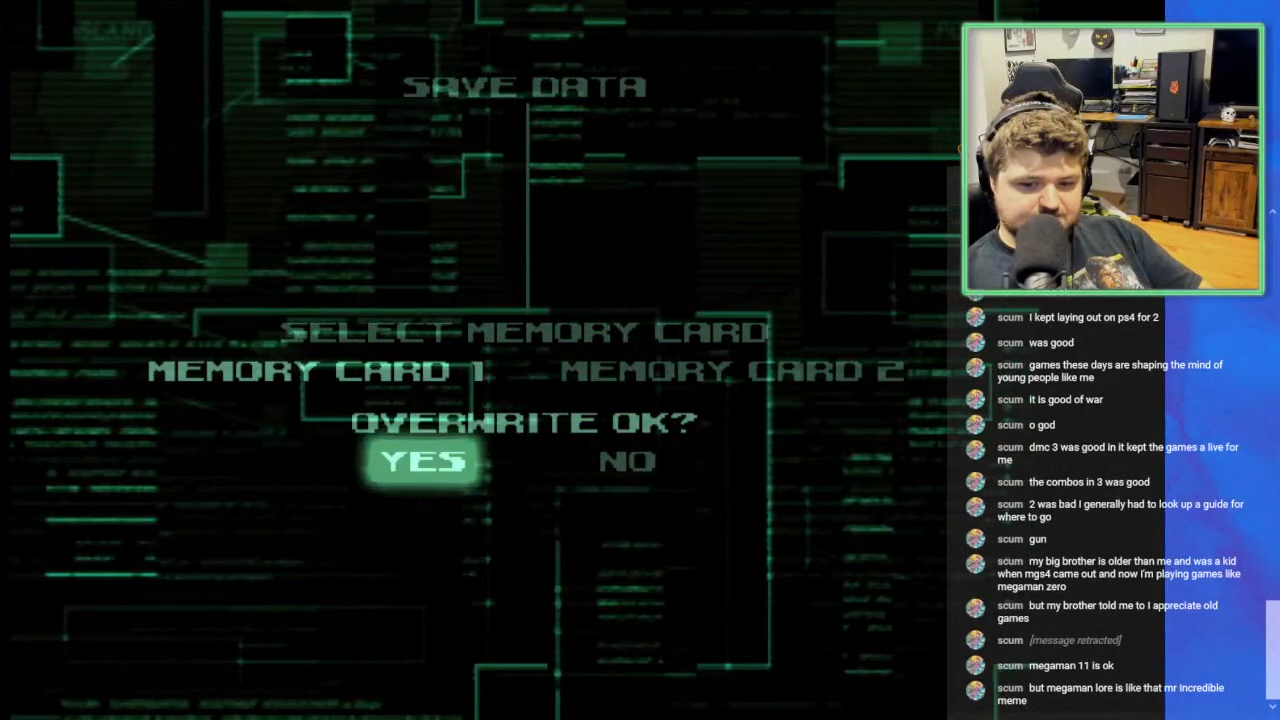 SAVE DATA
SELECT MEMORY CARD
MEMORY CARD 1
MEMORY CARD 2
OVERWRITE OK?
YES
NO
scum I kept laying out on ps4 for 2
scum was good
scum games these days are shaping the mind of
young people like me
scum it is good of war
scum o god
scum dmc 3 was good in it kept the games a live for
me
scum the combos in 3 was good
scum 2 was bad I generally had to look up a guide for
where to go
scum gun
scum my big brother is older than me and was a kid
when mgs4 came out and now I'm playing games like
megaman zero
scum but my brother told me to I appreciate old
games
scum [message retracted]
scum megaman 11 is ok
scum but megaman lore is like that mr Incredible
meme